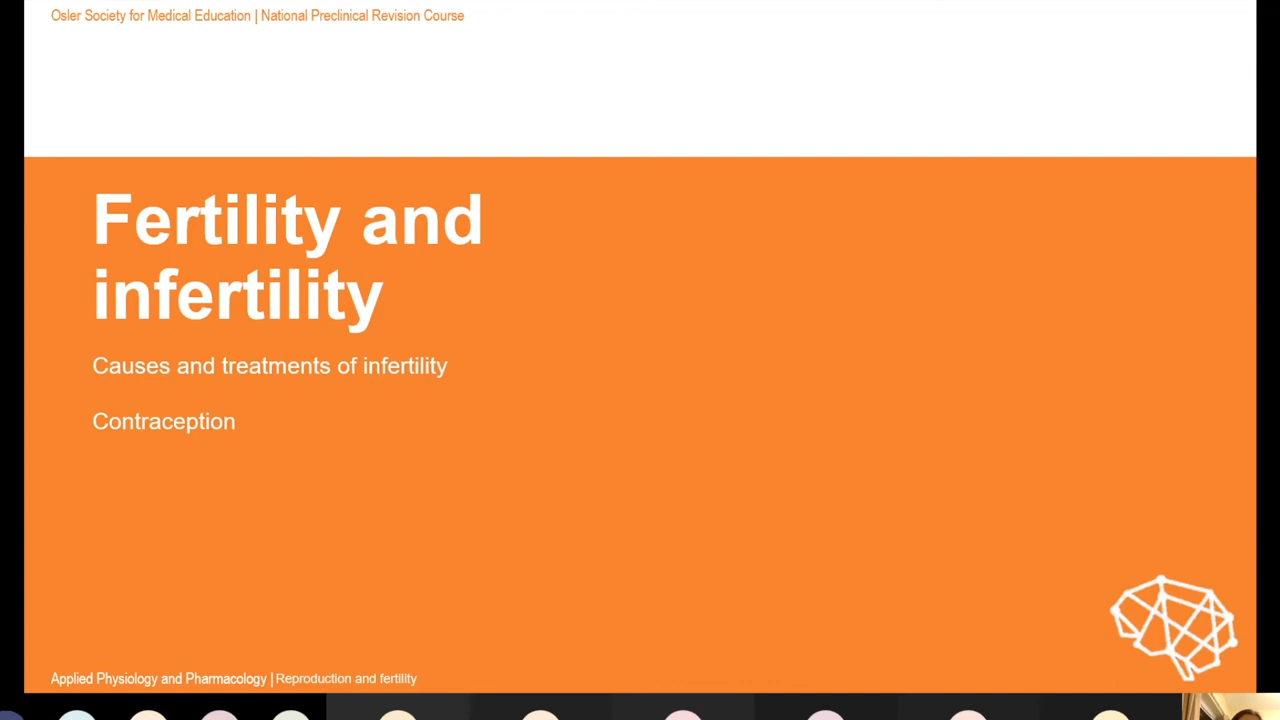 Osler Society for Medical Education | National Preclinical Revision Course
Fertility and
infertility
Causes and treatments of infertility
Contraception
Applied Physiology and Pharmacology | Reproduction and fertility